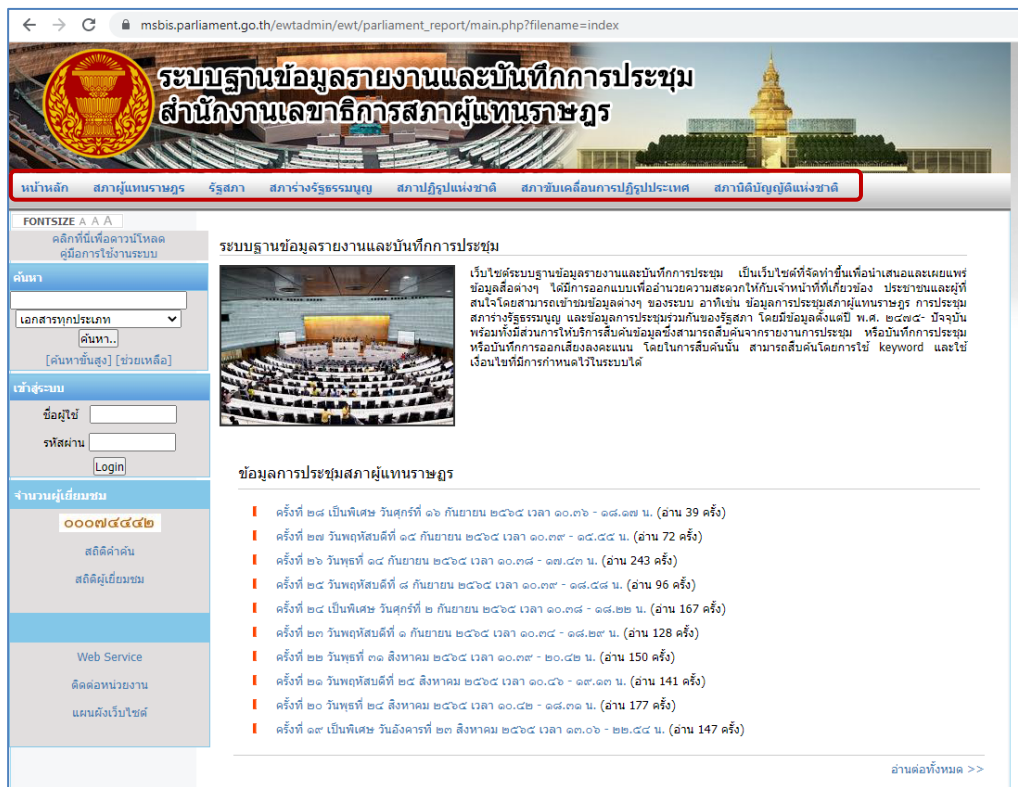 msbis.parliament.go.th/ewtadmin/ewt/parliament_report/main.php?filename=index
ระบบฐานข้อมูลรายงานและบันทึกการประชุม
สำนักงานเลขาธิการสภาผู้แทนราษฎร
หน้าหลัก สภาผู้แทนราษฎร รัฐสภา สภาร่างรัฐธรรมนูญ สภาปฏิรูปแห่งชาติ สภาขับเคลื่อนการปฏิรูปประเทศ สภานิติบัญญัติแห่งชาติ
FONTSIZE A A A
คลิกที่นี่เพื่อดาวน์โหลด
คู่มือการใช้งานระบบ
ค้นหา
เอกสารทุกประเภท
ค้นหา..
[ค้นหาขั้นสูง] [ช่วยเหลือ]
เข้าสู่ระบบ
ชื่อผู้ใช้
รหัสผ่าน
Login
จำนวนผู้เยี่ยมชม
๐๐๐๗๔๔๔๒
สถิติคำค้น
สถิติผู้เยี่ยมชม
Web Service
ติดต่อหน่วยงาน
แผนผังเว็บไซต์
ระบบฐานข้อมูลรายงานและบันทึกการประชุม
เว็บไซต์ระบบฐานข้อมูลรายงานและบันทึกการประชุม เป็นเว็บไซต์ที่จัดทำขึ้นเพื่อนำเสนอและเผยแพร่
ข้อมูลสื่อต่างๆ ได้มีการออกแบบเพื่ออำนวยความสะดวกให้กับเจ้าหน้าที่ที่เกี่ยวข้อง ประชาชนและผู้ที่
สนใจโดยสามารถเข้าชมข้อมูลต่างๆ ของระบบ อาทิเช่น ข้อมูลการประชุมสภาผู้แทนราษฎร การประชุม
สภาร่างรัฐธรรมนูญ และข้อมูลการประชุมร่วมกันของรัฐสภา โดยมีข้อมูลตั้งแต่ปี พ.ศ. ๒๔๗๕- ปัจจุบัน
พร้อมทั้งมีส่วนการให้บริการสืบค้นข้อมูลซึ่งสามารถสืบค้นจากรายงานการประชุม หรือบันทึกการประชุม
หรือบันทึกการออกเสียงลงคะแนน โดยในการสืบค้นนั้น สามารถสืบค้นโดยการใช้ keyword และใช้
เงื่อนไขที่มีการกำหนดไว้ในระบบได้
ข้อมูลการประชุมสภาผู้แทนราษฎร
ครั้งที่ ๒๘ เป็นพิเศษ วันศุกร์ที่ ๑๖ กันยายน ๒๕๖๕ เวลา ๑๐.๓๖ - ๑๘.๑๗ น. (อ่าน 39 ครั้ง)
ครั้งที่ ๒๗ วันพฤหัสบดีที่ ๑๕ กันยายน ๒๕๖๕ เวลา ๑๐.๓๙ - ๑๕.๕๕ น. (อ่าน 72 ครั้ง)
ครั้งที่ ๒๖ วันพุธที่ ๑๔ กันยายน ๒๕๖๕ เวลา ๑๐.๓๘ - ๑๗.๔๓ น. (อ่าน 243 ครั้ง)
ครั้งที่ ๒๕ วันพฤหัสบดีที่ ๘ กันยายน ๒๕๖๕ เวลา ๑๐.๓๙ - ๑๘.๕๘ น. (อ่าน 96 ครั้ง)
ครั้งที่ ๒๔ เป็นพิเศษ วันศุกร์ที่ ๒ กันยายน ๒๕๖๕ เวลา ๑๐.๓๘ - ๑๘.๒๒ น. (อ่าน 167 ครั้ง)
ครั้งที่ ๒๓ วันพฤหัสบดีที่ ๑ กันยายน ๒๕๖๕ เวลา ๑๐.๓๔ - ๑๘.๒๙ น. (อ่าน 128 ครั้ง)
ครั้งที่ ๒๒ วันพุธที่ ๓๑ สิงหาคม ๒๕๖๕ เวลา ๑๐.๓๙ - ๒๐.๔๒ น. (อ่าน 150 ครั้ง)
ครั้งที่ ๒๑ วันพฤหัสบดีที่ ๒๕ สิงหาคม ๒๕๖๕ เวลา ๑๐.๔๖ - ๑๙.๑๓ น. (อ่าน 141 ครั้ง)
ครั้งที่ ๒๐ วันพุธที่ ๒๔ สิงหาคม ๒๕๖๕ เวลา ๑๐.๔๒ - ๑๘.๓๑ น. (อ่าน 177 ครั้ง)
ครั้งที่ ๑๙ เป็นพิเศษ วันอังคารที่ ๒๓ สิงหาคม ๒๕๖๕ เวลา ๑๓.๐๖ - ๒๒.๕๔ น. (อ่าน 147 ครั้ง)
อ่านต่อทั้งหมด >>